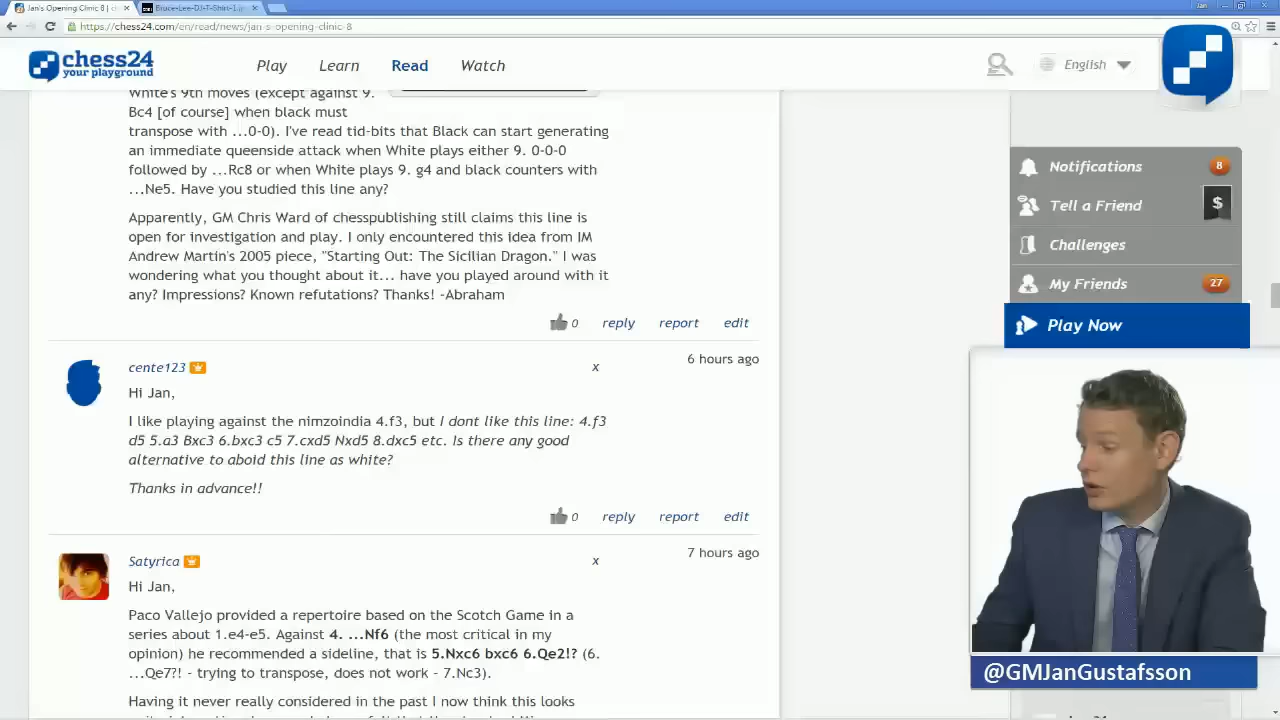 Jan's Opening Clinic 8 | c
Bruce-Lee-DJ-T-Shirt-1.jp
Jan
https://chess24.com/en/read/news/jan-s-opening-clinic-8
chess24
your playground
Play
Learn
Read
Watch
English
White's 9th moves (except against 9.
Bc4 [of course] when black must
transpose with ...0-0). I've read tid-bits that Black can start generating
an immediate queenside attack when White plays either 9. 0-0-0
followed by ...Rc8 or when White plays 9. g4 and black counters with
...Ne5. Have you studied this line any?
Apparently, GM Chris Ward of chesspublishing still claims this line is
open for investigation and play. I only encountered this idea from IM
Andrew Martin's 2005 piece, "Starting Out: The Sicilian Dragon." I was
wondering what you thought about it... have you played around with it
any? Impressions? Known refutations? Thanks! -Abraham
0 reply report edit
cente123
x
6 hours ago
Hi Jan,
I like playing against the nimzoindia 4.f3, but I dont like this line: 4.f3
d5 5.a3 Bxc3 6.bxc3 c5 7.cxd5 Nxd5 8.dxc5 etc. Is there any good
alternative to aboid this line as white?
Thanks in advance!!
0 reply report edit
Satyrica
x
7 hours ago
Hi Jan,
Paco Vallejo provided a repertoire based on the Scotch Game in a
series about 1.e4-e5. Against 4. ...Nf6 (the most critical in my
opinion) he recommended a sideline, that is 5.Nxc6 bxc6 6.Qe2!? (6.
...Qe7?! - trying to transpose, does not work - 7.Nc3).
Having it never really considered in the past I now think this looks
Notifications 8
Tell a Friend
$
Challenges
My Friends 27
Play Now
@GMJanGustafsson